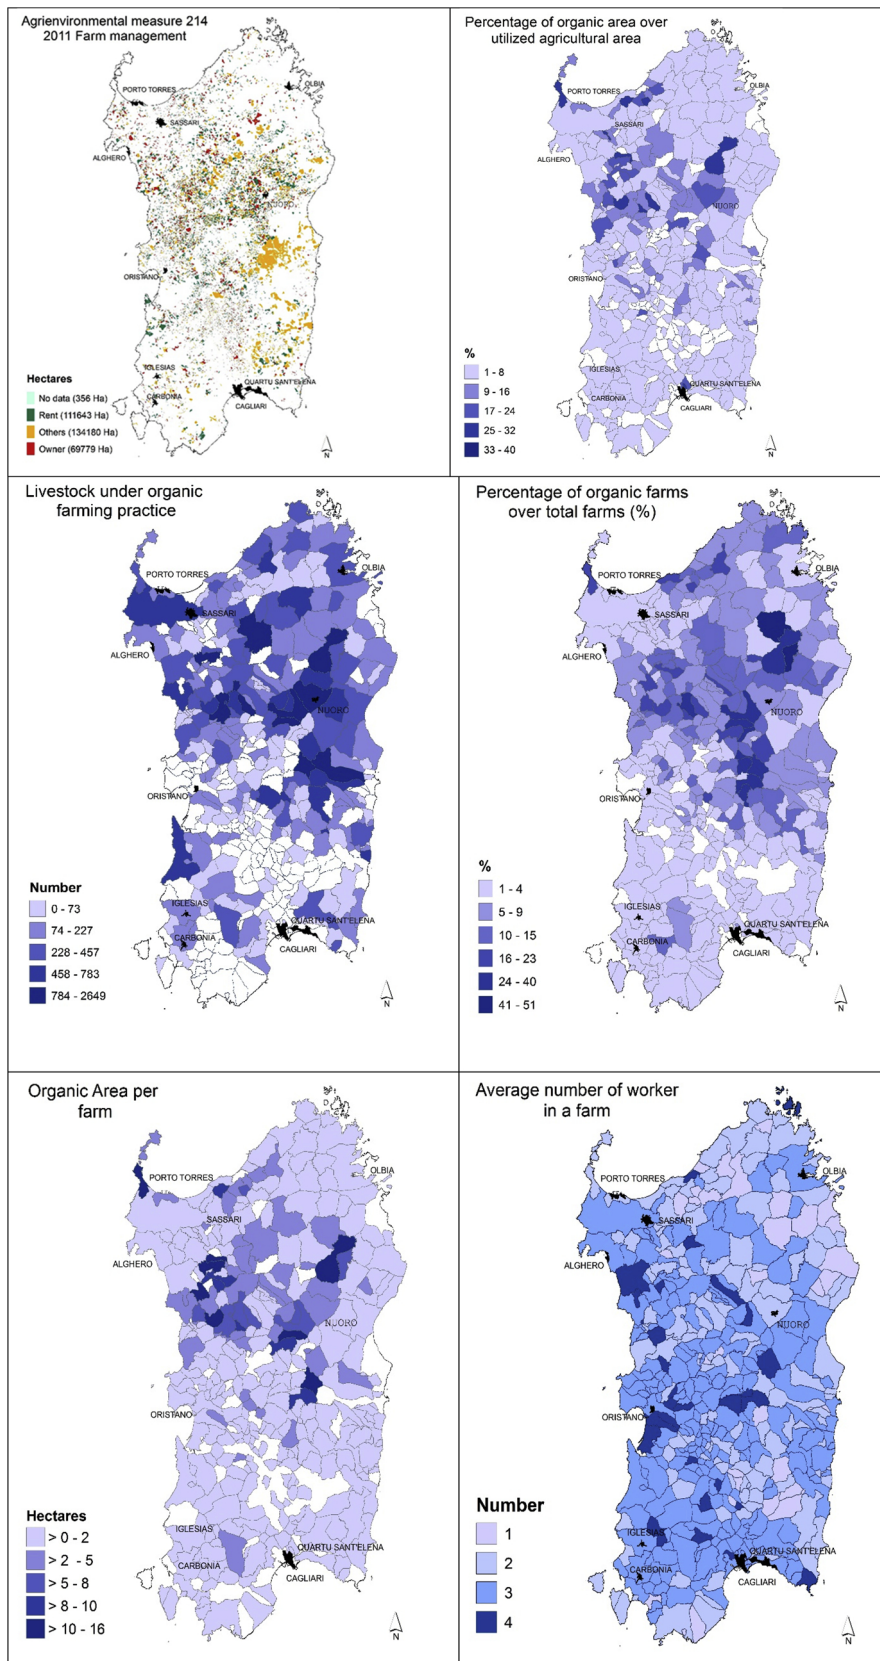 Agrienvironmental measure 214
2011 Farm management
PORTO TORRES
OLBIA
SASSARI
ALGHERO
NUORO
ORISTANO
IGLESIAS
CARBONIA
QUARTU SANT'ELENA
CAGLIARI
Hectares
No data (356 Ha)
Rent (111643 Ha)
Others (134180 Ha)
Owner (69779 Ha)
N
Percentage of organic area over
utilized agricultural area
PORTO TORRES
OLBIA
SASSARI
ALGHERO
NUORO
ORISTANO
IGLESIAS
CARBONIA
QUARTU SANT'ELENA
CAGLIARI
%
1 - 8
9 - 16
17 - 24
25 - 32
33 - 40
N
Livestock under organic
farming practice
PORTO TORRES
OLBIA
SASSARI
ALGHERO
NUORO
ORISTANO
IGLESIAS
CARBONIA
QUARTU SANT'ELENA
CAGLIARI
Number
0 - 73
74 - 227
228 - 457
458 - 783
784 - 2649
N
Percentage of organic farms
over total farms (%)
PORTO TORRES
OLBIA
SASSARI
ALGHERO
NUORO
ORISTANO
IGLESIAS
CARBONIA
QUARTU SANT'ELENA
CAGLIARI
%
1 - 4
5 - 9
10 - 15
16 - 23
24 - 40
41 - 51
N
Organic Area per
farm
PORTO TORRES
OLBIA
SASSARI
ALGHERO
NUORO
ORISTANO
IGLESIAS
CARBONIA
QUARTU SANT'ELENA
CAGLIARI
Hectares
> 0 - 2
> 2 - 5
> 5 - 8
> 8 - 10
> 10 - 16
N
Average number of worker
in a farm
PORTO TORRES
OLBIA
SASSARI
ALGHERO
NUORO
ORISTANO
IGLESIAS
CARBONIA
QUARTU SANT'ELENA
CAGLIARI
Number
1
2
3
4
N